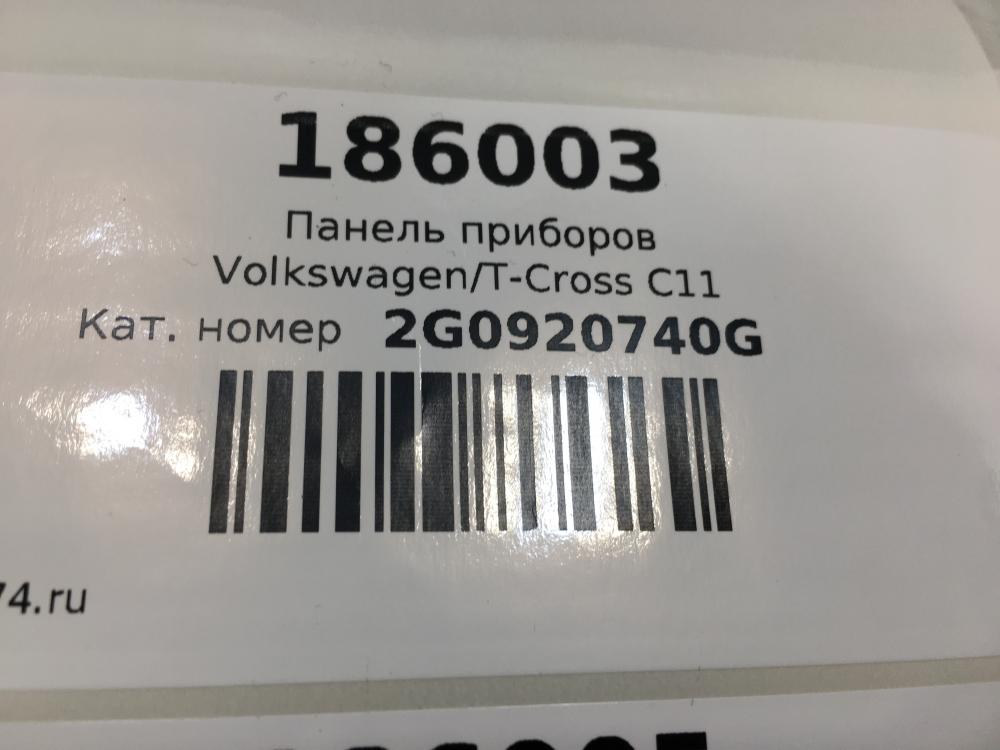 186003
Панель приборов
Volkswagen/T-Cross C11
Кат. номер 2G0920740G
74.ru